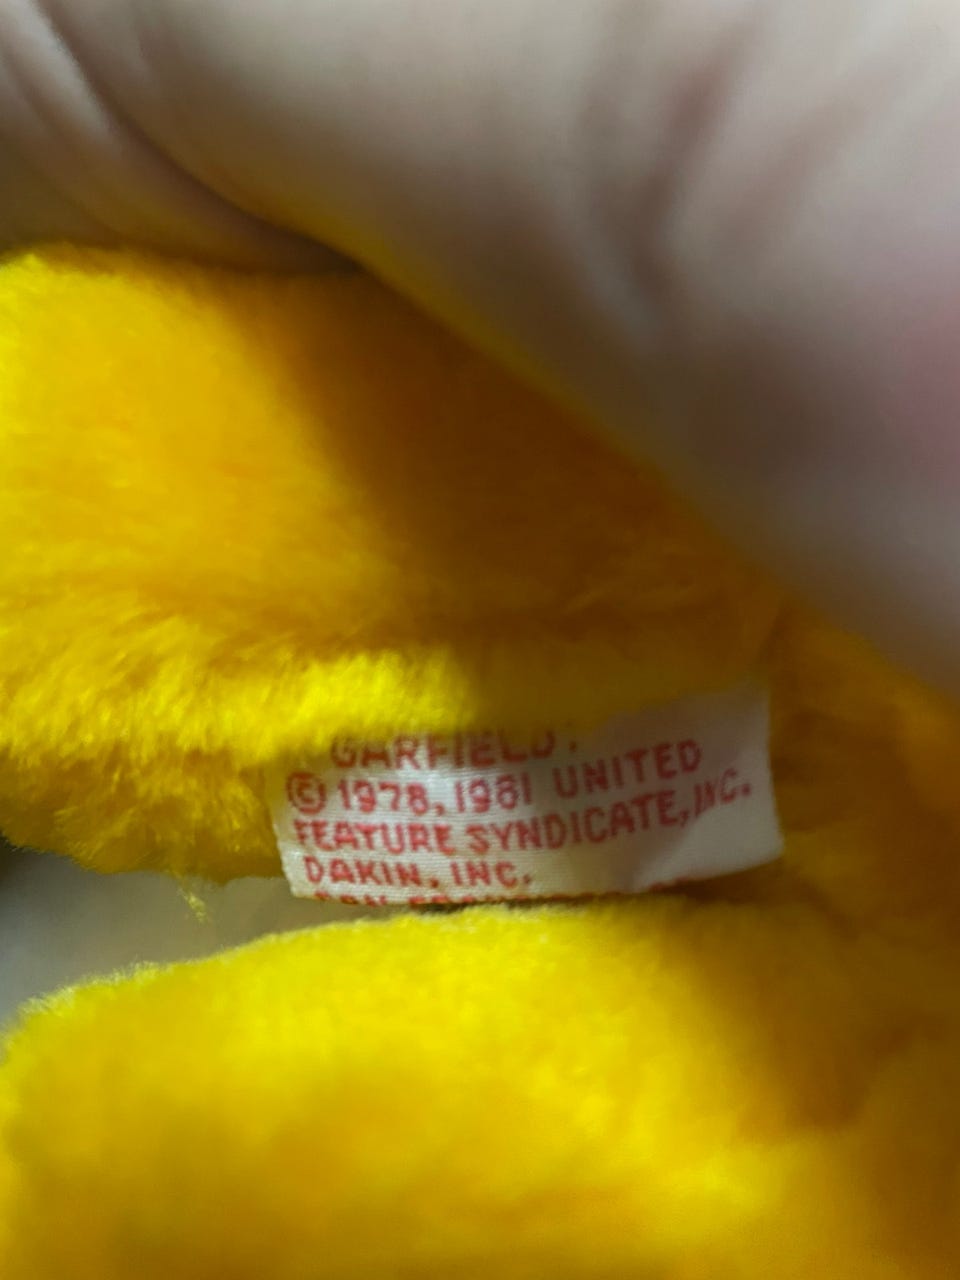 GARFIELD.
© 1978, 1981 UNITED
FEATURE SYNDICATE, INC.
DAKIN, INC.